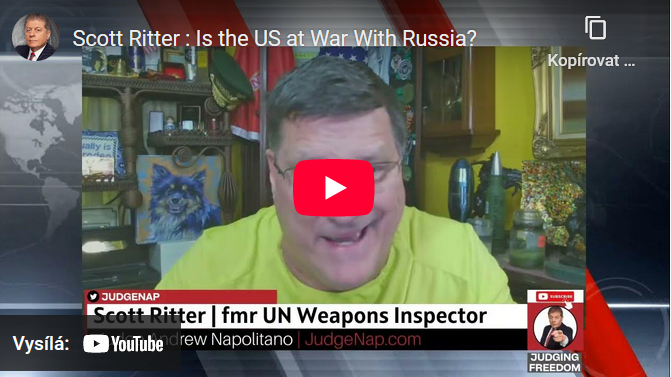 Scott Ritter : Is the US at War With Russia?
Kopírovat ...
JUDGENAP
Scott Ritter | fmr UN Weapons Inspector
Andrew Napolitano | JudgeNap.com
SUBSCRIBE
JUDGING
FREEDOM
Vysílá: YouTube